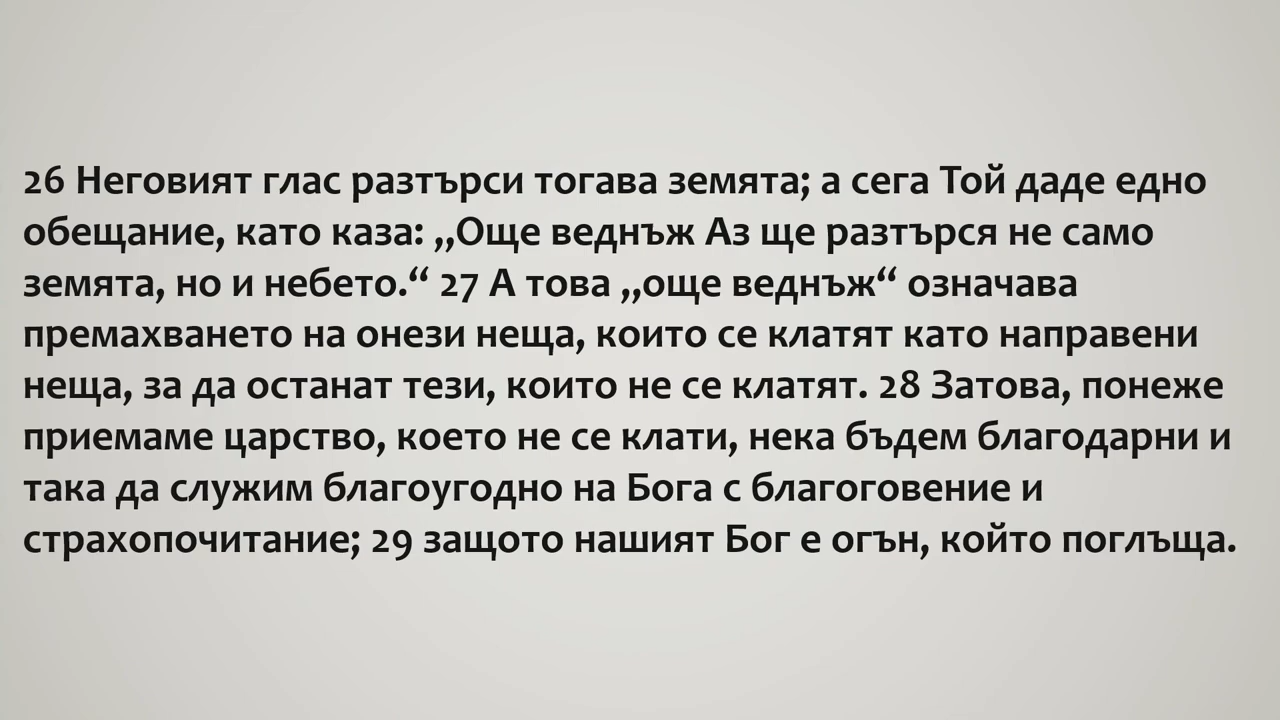 26 Неговият глас разтърси тогава земята; а сега Той даде едно
обещание, като каза: „Още веднъж Аз ще разтърся не само
земята, но и небето.“ 27 А това „още веднъж“ означава
премахването на онези неща, които се клатят като направени
неща, за да останат тези, които не се клатят. 28 Затова, понеже
приемаме царство, което не се клати, нека бъдем благодарни и
така да служим благоугодно на Бога с благоговение и
страхопочитание; 29 защото нашият Бог е огън, който поглъща.